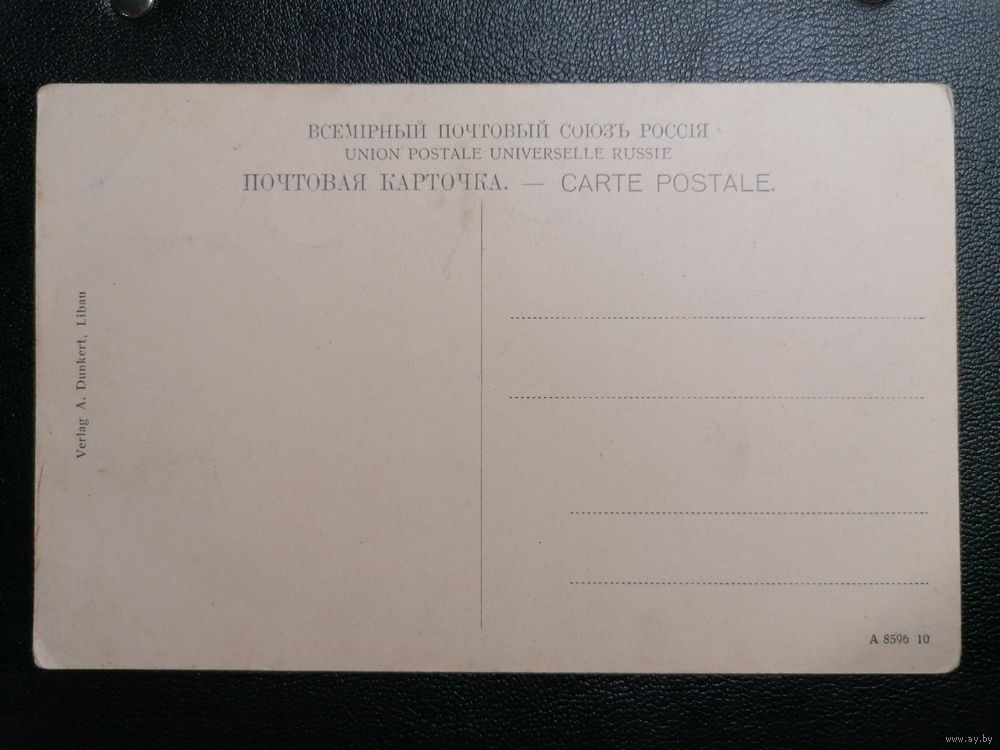 ВСЕМІРНЫЙ ПОЧТОВЫЙ СОЮЗЪ РОССІЯ
UNION POSTALE UNIVERSELLE RUSSIE
ПОЧТОВАЯ КАРТОЧКА. — CARTE POSTALE.
Verlag A. Dunkert, Libau
A 8596 10
www.ay.by